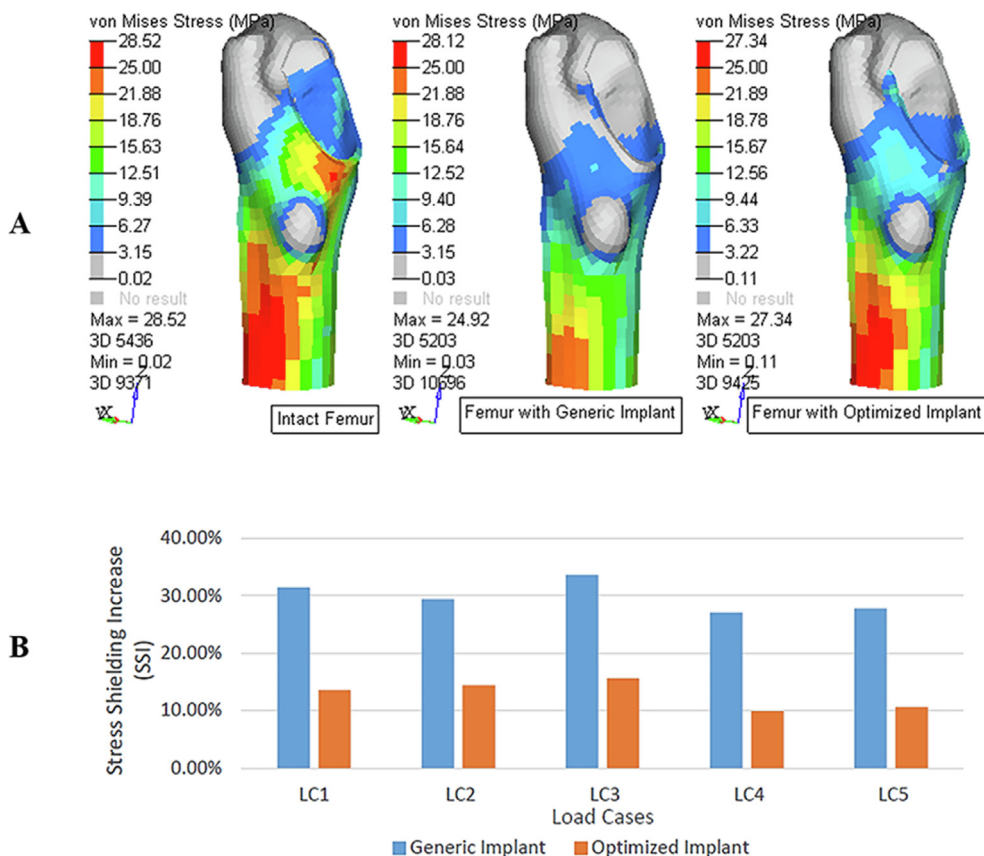 A
von Mises Stress (MPa)
28.52
25.00
21.88
18.76
15.63
12.51
9.39
6.27
3.15
0.02
No result
Max = 28.52
3D 5436
Min = 0.02
3D 9371
Z
YX
Intact Femur
von Mises Stress (MPa)
28.12
25.00
21.88
18.76
15.63
12.52
9.40
6.28
3.15
0.03
No result
Max = 24.92
3D 5203
Min = 0.03
3D 10696
Z
YX
Femur with Generic Implant
von Mises Stress (MPa)
27.34
25.00
21.89
18.78
15.67
12.56
9.44
6.33
3.22
0.11
No result
Max = 27.34
3D 5203
Min = 0.11
3D 9425
Z
YX
Femur with Optimized Implant
B
Stress Shielding Increase
(SSI)
40.00%
30.00%
20.00%
10.00%
0.00%
LC1 LC2 LC3 LC4 LC5
Load Cases
Generic Implant Optimized Implant